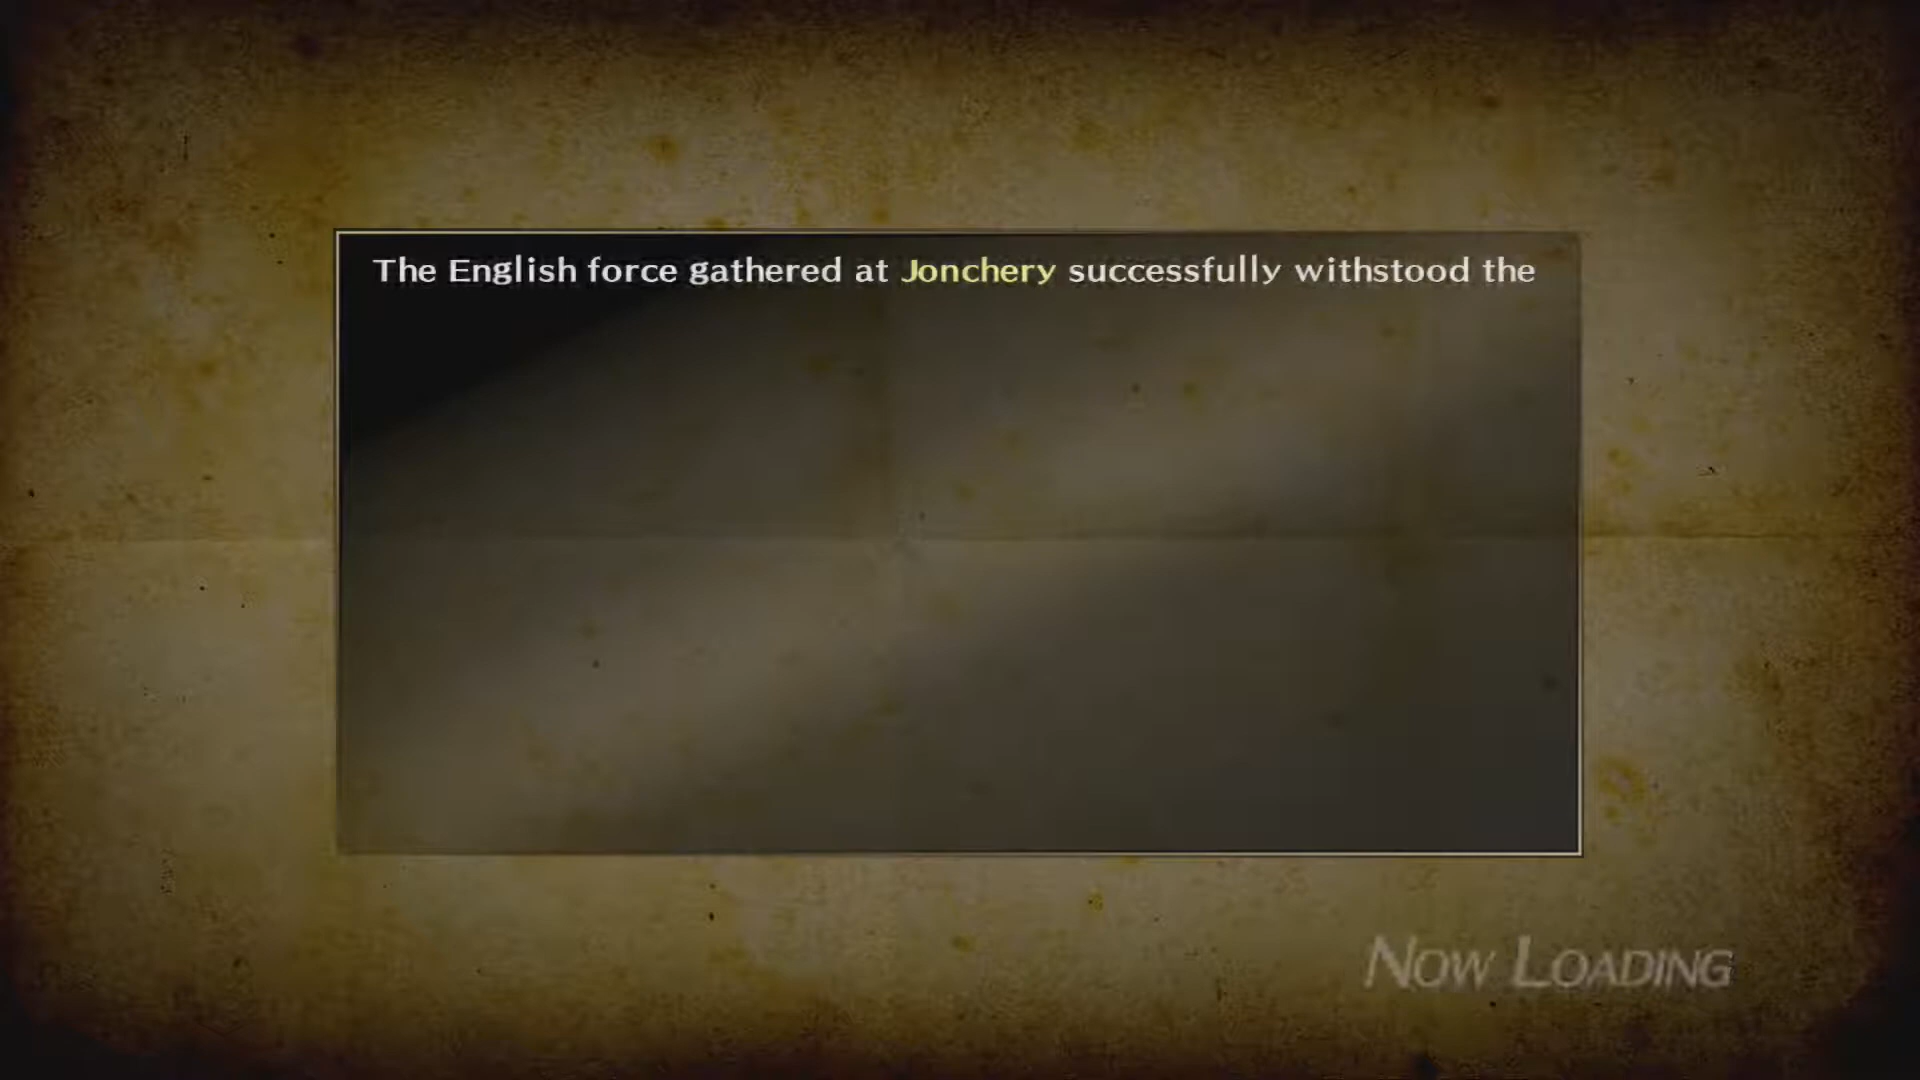 The English force gathered at Jonchery successfully withstood the
NOW LOADING